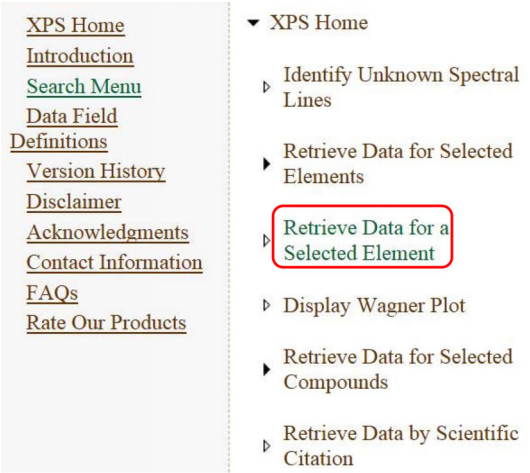 XPS Home
Introduction
Search Menu
Data Field
Definitions
Version History
Disclaimer
Acknowledgments
Contact Information
FAQs
Rate Our Products
XPS Home
Identify Unknown Spectral
Lines
Retrieve Data for Selected
Elements
Retrieve Data for a
Selected Element
Display Wagner Plot
Retrieve Data for Selected
Compounds
Retrieve Data by Scientific
Citation